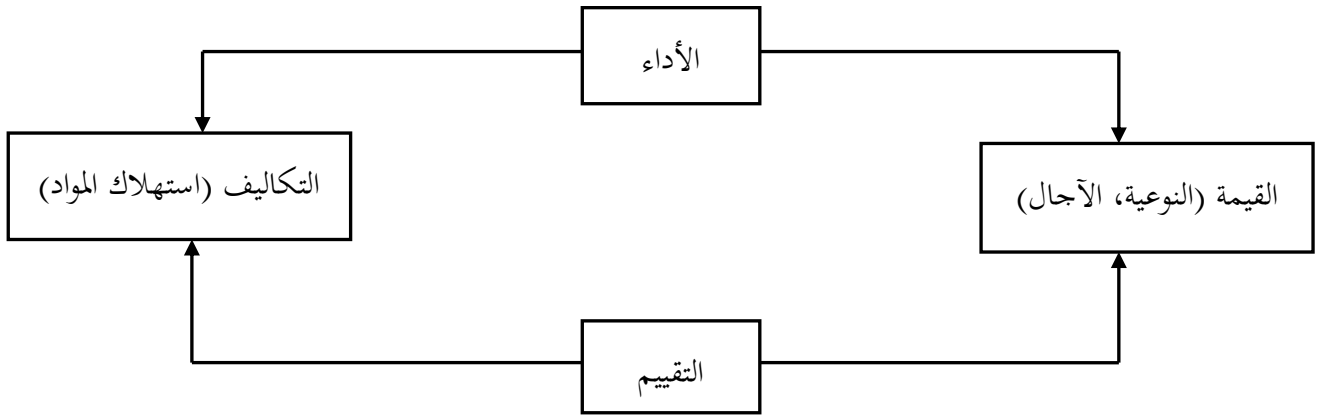 الأداء
القيمة (النوعية، الآجال)
التكاليف (استهلاك المواد)
التقييم